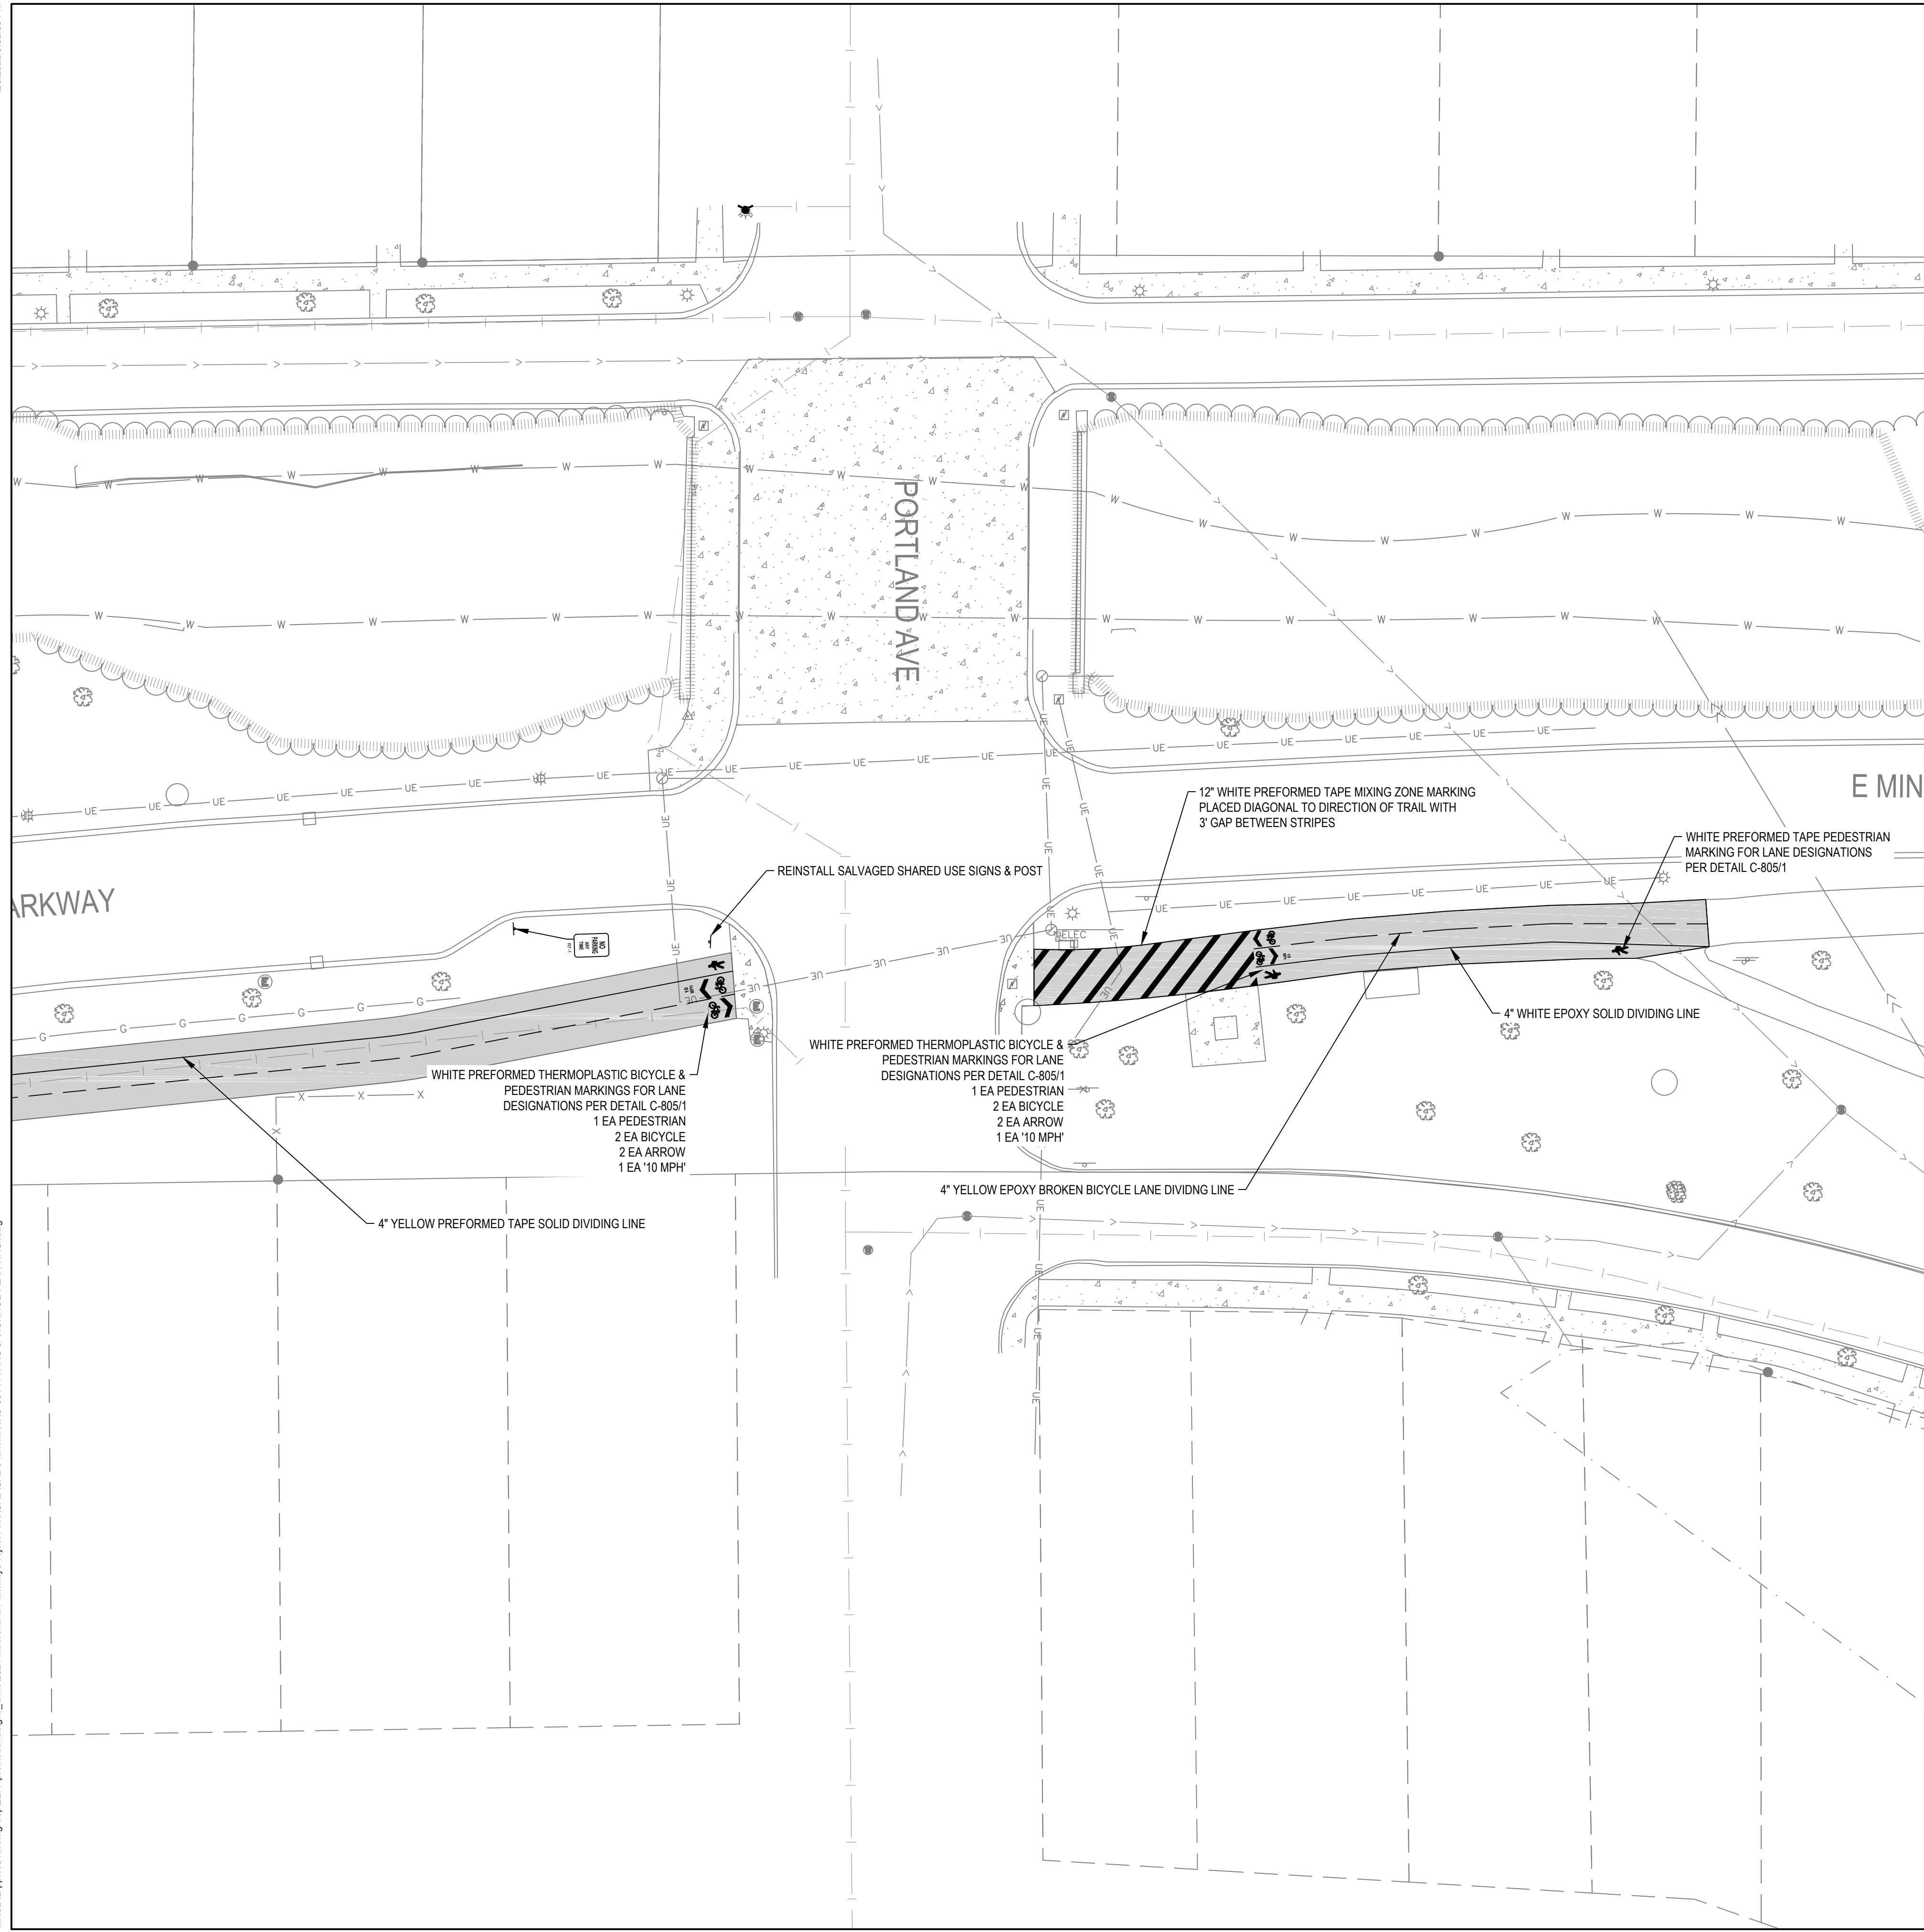 PORTLAND AVE
E MIN
12" WHITE PREFORMED TAPE MIXING ZONE MARKING
PLACED DIAGONAL TO DIRECTION OF TRAIL WITH
3' GAP BETWEEN STRIPES
WHITE PREFORMED TAPE PEDESTRIAN
MARKING FOR LANE DESIGNATIONS
PER DETAIL C-805/1
REINSTALL SALVAGED SHARED USE SIGNS & POST
ARKWAY
NO
PARKING
ANY
TIME
ELEC
4" WHITE EPOXY SOLID DIVIDING LINE
WHITE PREFORMED THERMOPLASTIC BICYCLE &
PEDESTRIAN MARKINGS FOR LANE
DESIGNATIONS PER DETAIL C-805/1
1 EA PEDESTRIAN
2 EA BICYCLE
2 EA ARROW
1 EA '10 MPH'
WHITE PREFORMED THERMOPLASTIC BICYCLE &
PEDESTRIAN MARKINGS FOR LANE
DESIGNATIONS PER DETAIL C-805/1
1 EA PEDESTRIAN
2 EA BICYCLE
2 EA ARROW
1 EA '10 MPH'
4" YELLOW EPOXY BROKEN BICYCLE LANE DIVIDNG LINE
4" YELLOW PREFORMED TAPE SOLID DIVIDING LINE